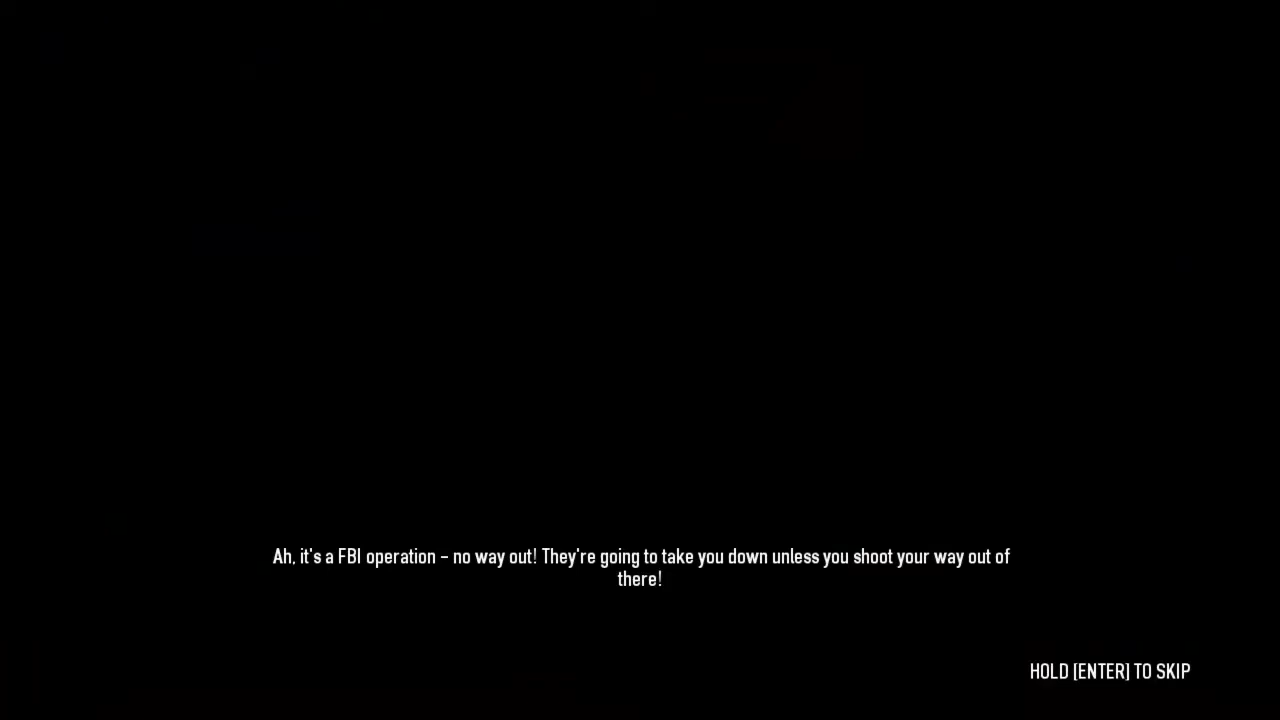 Ah, it's a FBI operation - no way out! They're going to take you down unless you shoot your way out of
there!
HOLD [ENTER] TO SKIP